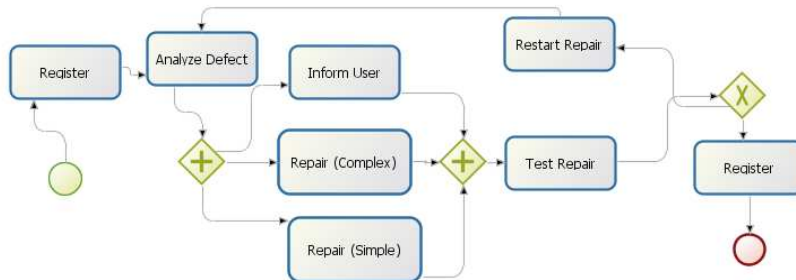 Register
Analyze Defect
Inform User
Restart Repair
Repair (Complex)
Test Repair
Register
Repair (Simple)